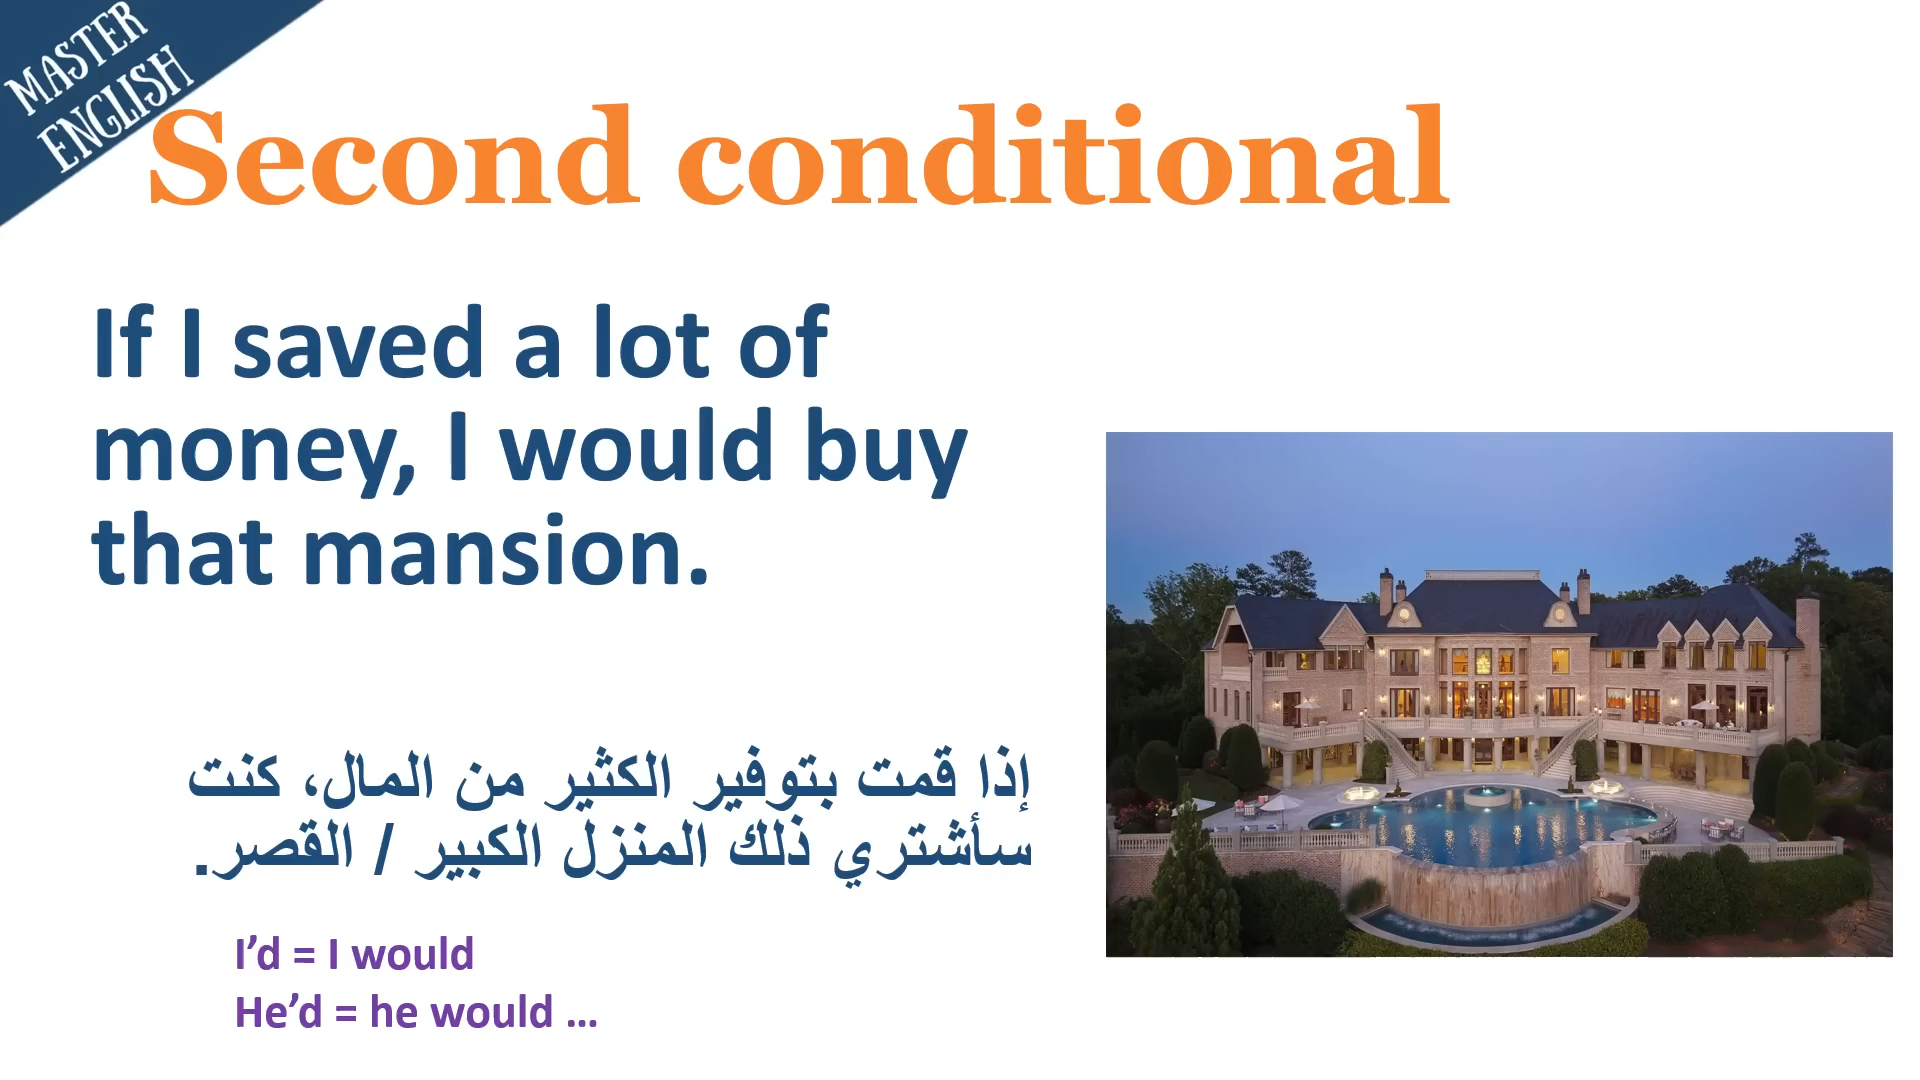 MASTER
ENGLISH
Second conditional
If I saved a lot of
money, I would buy
that mansion.
إذا قمت بتوفير الكثير من المال، كنت
سأشتري ذلك المنزل الكبير / القصر.
I’d = I would
He’d = he would ...